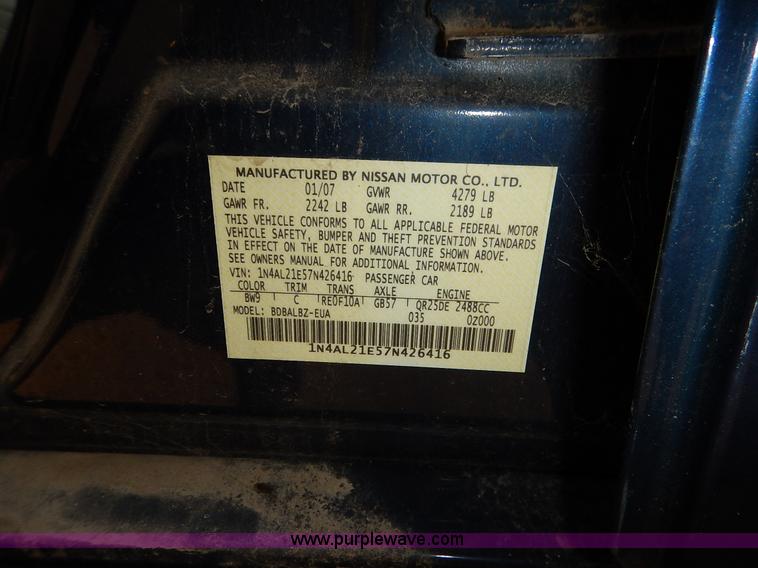 MANUFACTURED BY NISSAN MOTOR CO., LTD.
DATE 01/07 GVWR 4279 LB
GAWR FR. 2242 LB GAWR RR. 2189 LB
THIS VEHICLE CONFORMS TO ALL APPLICABLE FEDERAL MOTOR
VEHICLE SAFETY, BUMPER AND THEFT PREVENTION STANDARDS
IN EFFECT ON THE DATE OF MANUFACTURE SHOWN ABOVE.
SEE OWNERS MANUAL FOR ADDITIONAL INFORMATION.
VIN: 1N4AL21E57N426416 PASSENGER CAR
COLOR TRIM TRANS AXLE ENGINE
BW9 C RE0F10A GB57 QR25DE 2488CC
MODEL: BDBALBZ-EUA 035 02000
1N4AL21E57N426416
www.purplewave.com